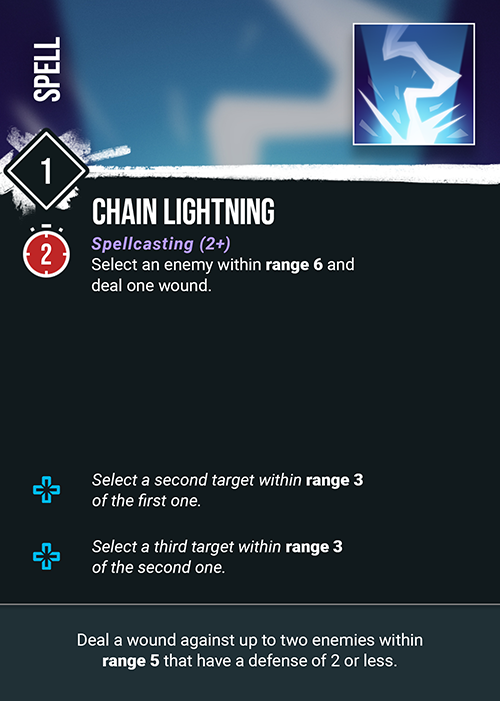 SPELL
1
CHAIN LIGHTNING
2
Spellcasting (2+)
Select an enemy within range 6 and
deal one wound.
Select a second target within range 3
of the first one.
Select a third target within range 3
of the second one.
Deal a wound against up to two enemies within
range 5 that have a defense of 2 or less.